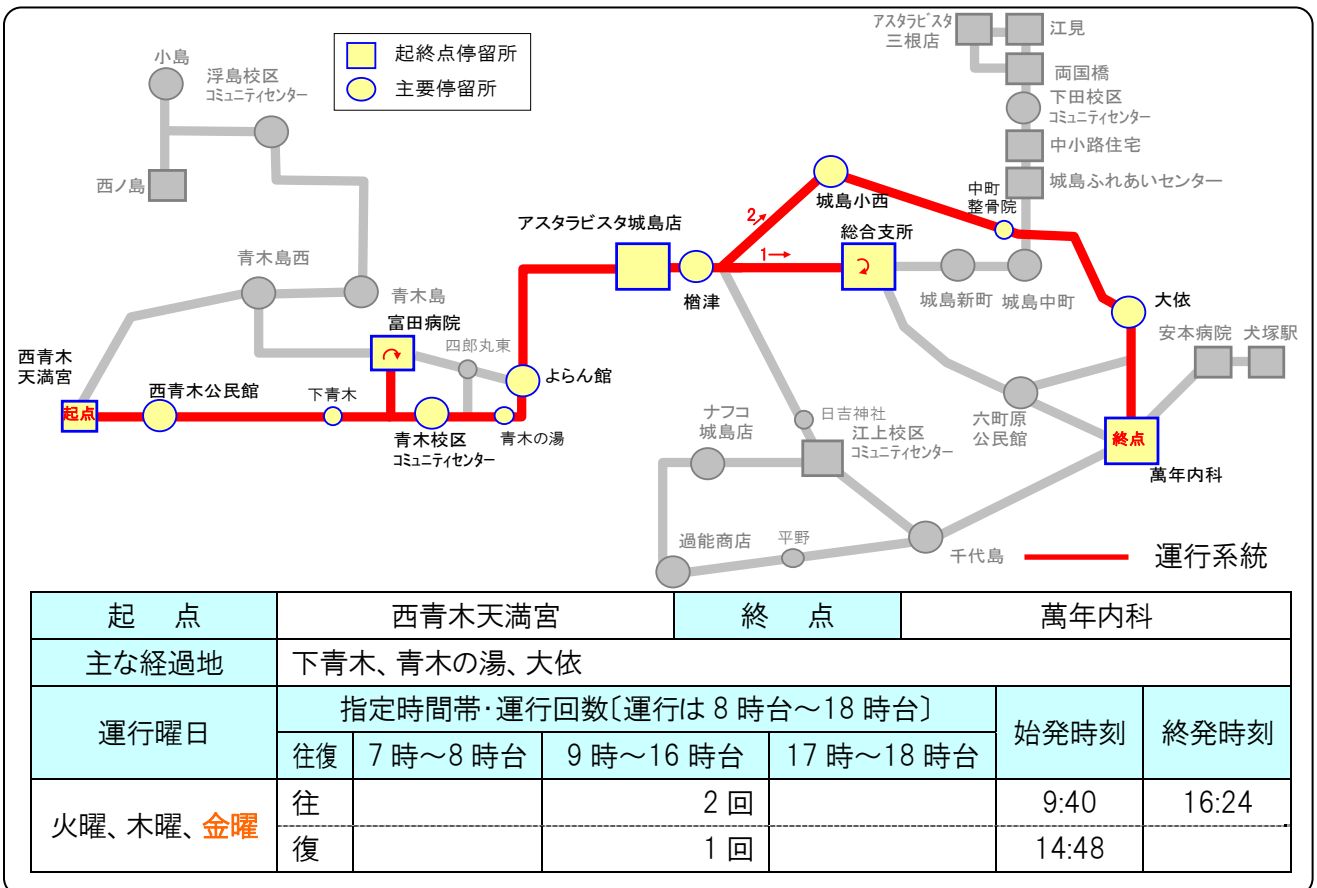 アスタラビスタ
三根店
江見
両国橋
下田校区
コミュニティセンター
中小路住宅
城島ふれあいセンター
起終点停留所
主要停留所
小島
浮島校区
コミュニティセンター
西ノ島
中町
整骨院
城島小西
2
アスタラビスタ城島店
総合支所
1→
青木島西
青木島
楢津
城島新町
城島中町
大依
富田病院
四郎丸東
安本病院
犬塚駅
西青木
天満宮
よらん館
西青木公民館
下青木
起点
青木校区
コミュニティセンター
青木の湯
ナフコ
城島店
日吉神社
江上校区
コミュニティセンター
六町原
公民館
終点
萬年内科
過能商店
平野
千代島
運行系統
起 点 西青木天満宮 終 点 萬年内科
主な経過地 下青木、青木の湯、大依
運行曜日 指定時間帯・運行回数〔運行は8時台～18時台〕 始発時刻 終発時刻
往復 7時～8時台 9時～16時台 17時～18時台
火曜、木曜、金曜
往 2回 9:40 16:24
復 1回 14:48